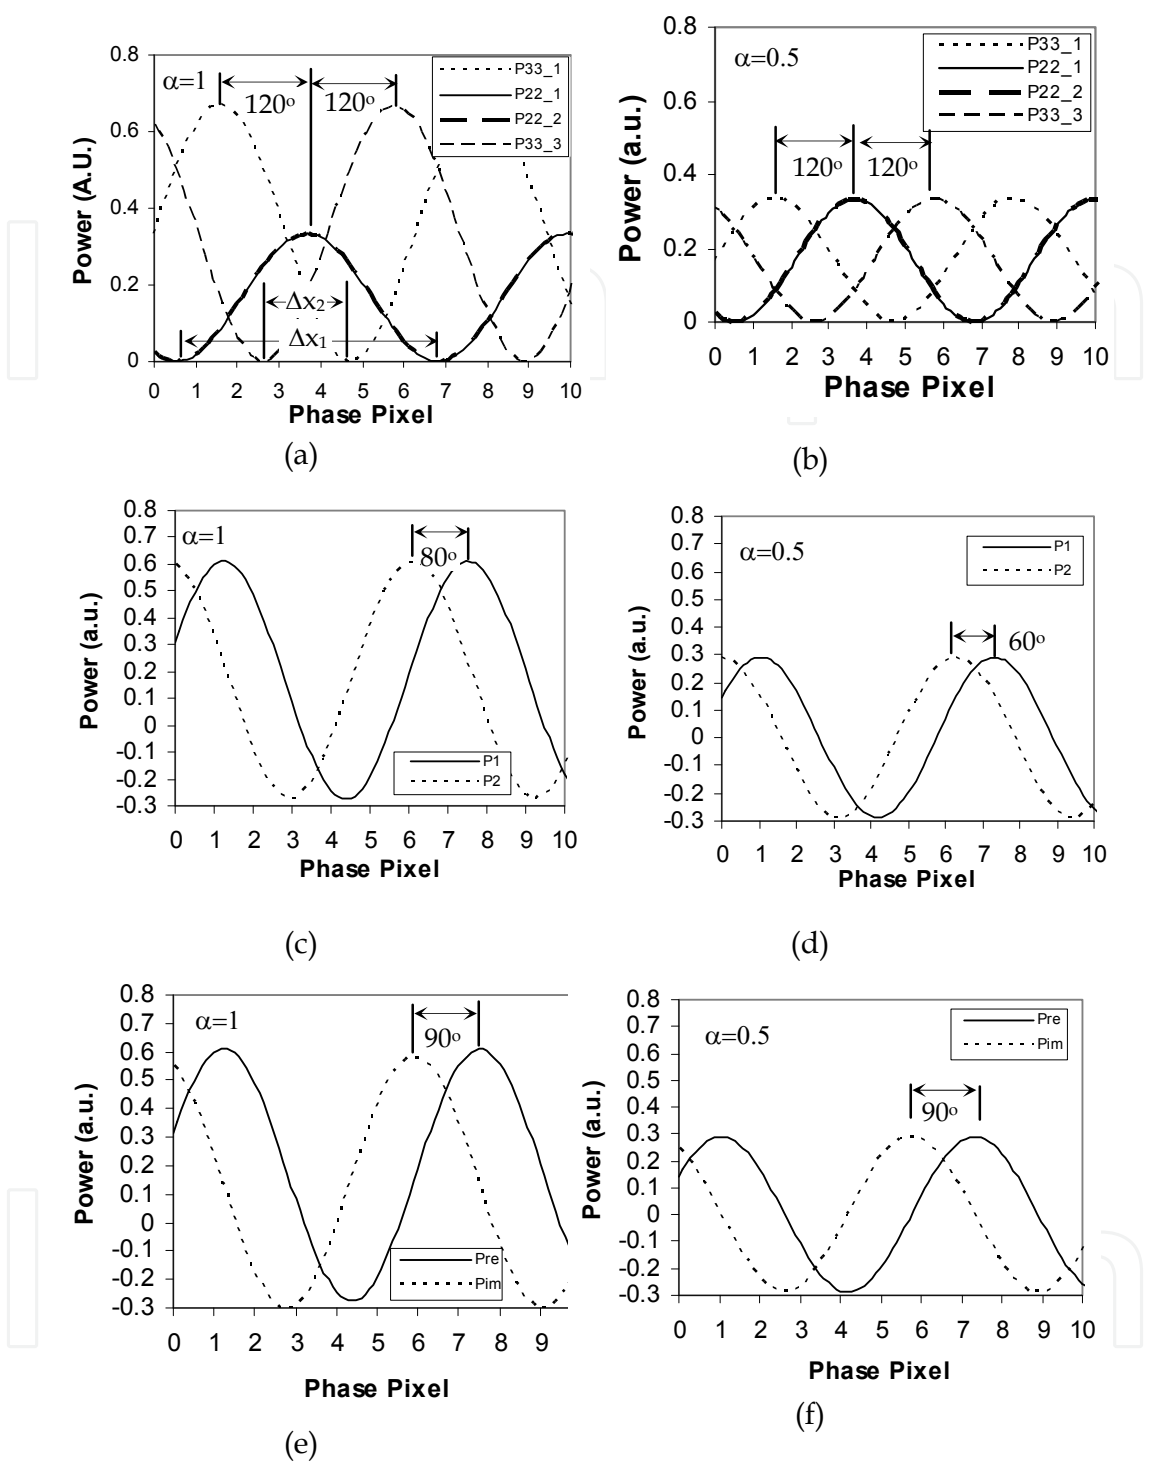 0.8
0.6
0.4
0.2
0
Power (A.U.)
α=1
120o
120o
P33_1
P22_1
P22_2
P33_3
Δx2
Δx1
0 1 2 3 4 5 6 7 8 9 10
Phase Pixel
(a)
0.8
0.6
0.4
0.2
0
Power (a.u.)
α=0.5
120o
120o
P33_1
P22_1
P22_2
P33_3
0 1 2 3 4 5 6 7 8 9 10
Phase Pixel
(b)
0.8
0.7
0.6
0.5
0.4
0.3
0.2
0.1
0
-0.1
-0.2
-0.3
Power (a.u.)
α=1
80o
P1
P2
0 1 2 3 4 5 6 7 8 9 10
Phase Pixel
(c)
0.8
0.7
0.6
0.5
0.4
0.3
0.2
0.1
0
-0.1
-0.2
-0.3
Power (a.u.)
α=0.5
P1
P2
60o
0 1 2 3 4 5 6 7 8 9 10
Phase Pixel
(d)
0.8
0.7
0.6
0.5
0.4
0.3
0.2
0.1
0
-0.1
-0.2
-0.3
Power (a.u.)
α=1
90o
Pre
Pim
0 1 2 3 4 5 6 7 8 9
Phase Pixel
(e)
0.8
0.7
0.6
0.5
0.4
0.3
0.2
0.1
0
-0.1
-0.2
-0.3
Power (a.u.)
α=0.5
Pre
Pim
90o
0 1 2 3 4 5 6 7 8 9 10
Phase Pixel
(f)